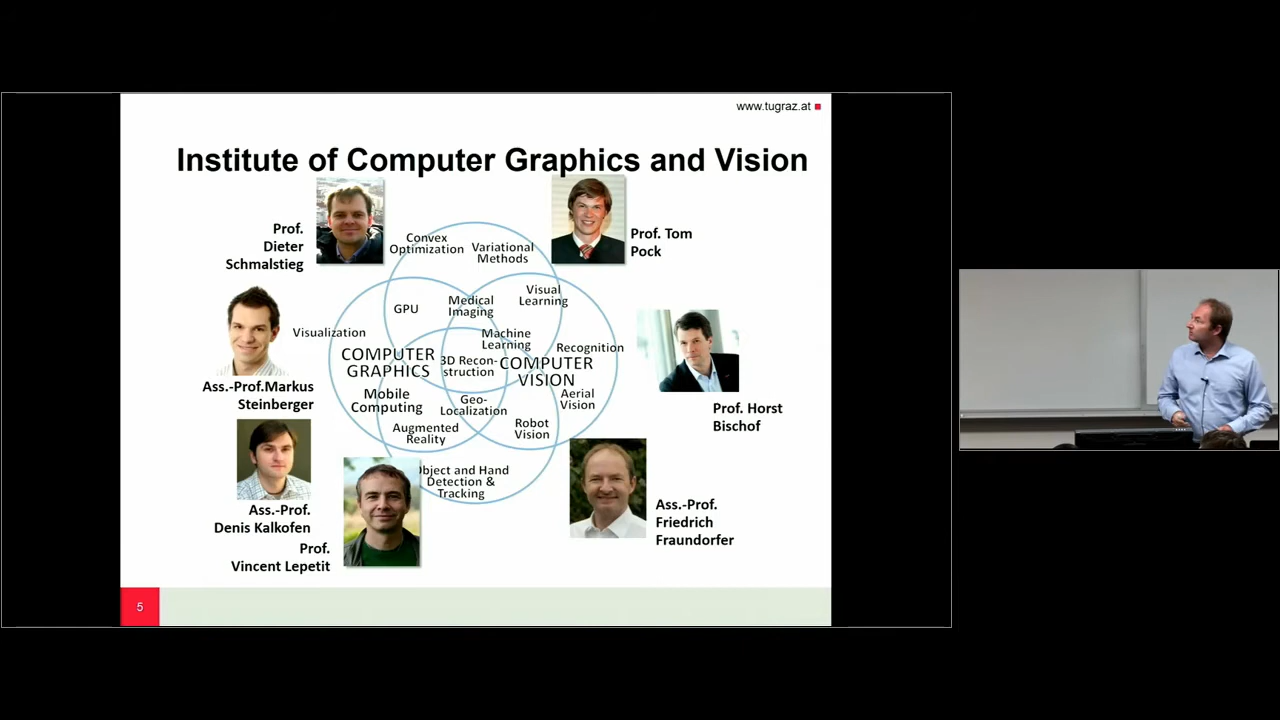 www.tugraz.at
Institute of Computer Graphics and Vision
Prof.
Dieter
Schmalstieg
Prof. Tom
Pock
Convex
Optimization
Variational
Methods
Visual
Learning
GPU
Medical
Imaging
Visualization
Machine
Learning
Recognition
COMPUTER
GRAPHICS
3D Recon-
struction
COMPUTER
VISION
Ass.-Prof.Markus
Steinberger
Mobile
Computing
Geo-
Localization
Aerial
Vision
Prof. Horst
Bischof
Augmented
Reality
Robot
Vision
Object and Hand
Detection &
Tracking
Ass.-Prof.
Denis Kalkofen
Prof.
Vincent Lepetit
Ass.-Prof.
Friedrich
Fraundorfer
5